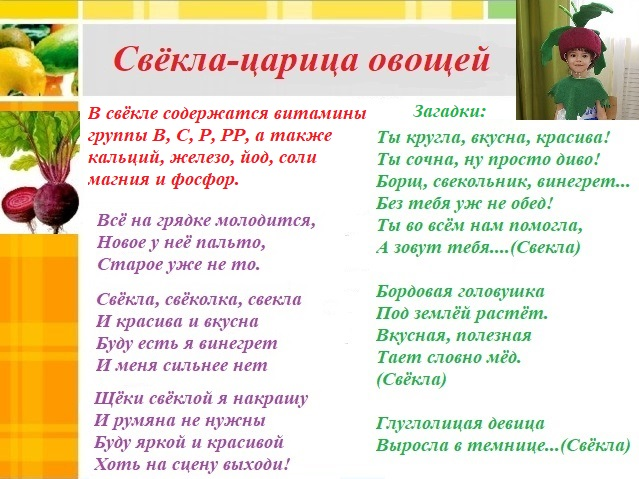 Свёкла-царица овощей
В свёкле содержатся витамины
группы В, С, Р, РР, а также
кальций, железо, йод, соли
магния и фосфор.
Всё на грядке молодится,
Новое у неё пальто,
Старое уже не то.
Свёкла, свёколка, свекла
И красива и вкусна
Буду есть я винегрет
И меня сильнее нет
Щёки свёклой я накрашу
И румяна не нужны
Буду яркой и красивой
Хоть на сцену выходи!
Загадки:
Ты кругла, вкусна, красива!
Ты сочна, ну просто диво!
Борщ, свекольник, винегрет...
Без тебя уж не обед!
Ты во всём нам помогла,
А зовут тебя....(Свекла)
Бордовая головушка
Под землёй растёт.
Вкусная, полезная
Тает словно мёд.
(Свёкла)
Глуглолицая девица
Выросла в темнице...(Свёкла)